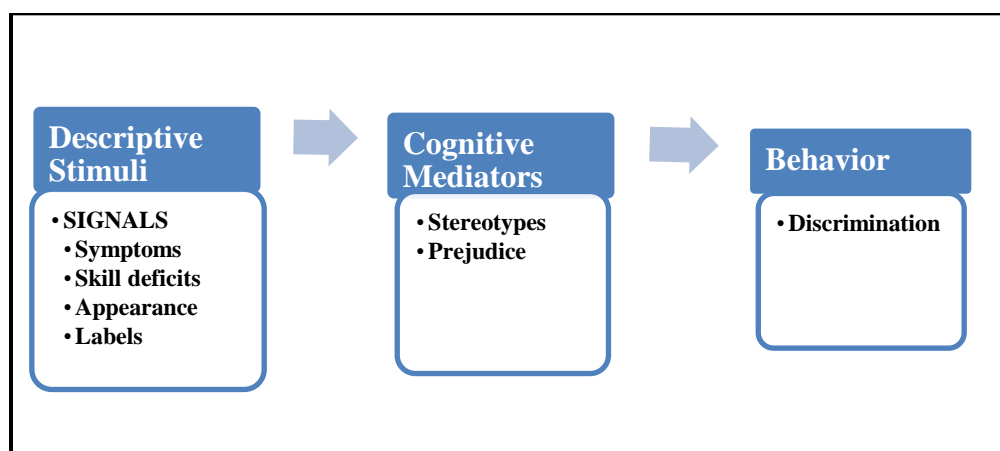 Descriptive
Stimuli
• SIGNALS
• Symptoms
• Skill deficits
• Appearance
• Labels
Cognitive
Mediators
• Stereotypes
• Prejudice
Behavior
• Discrimination